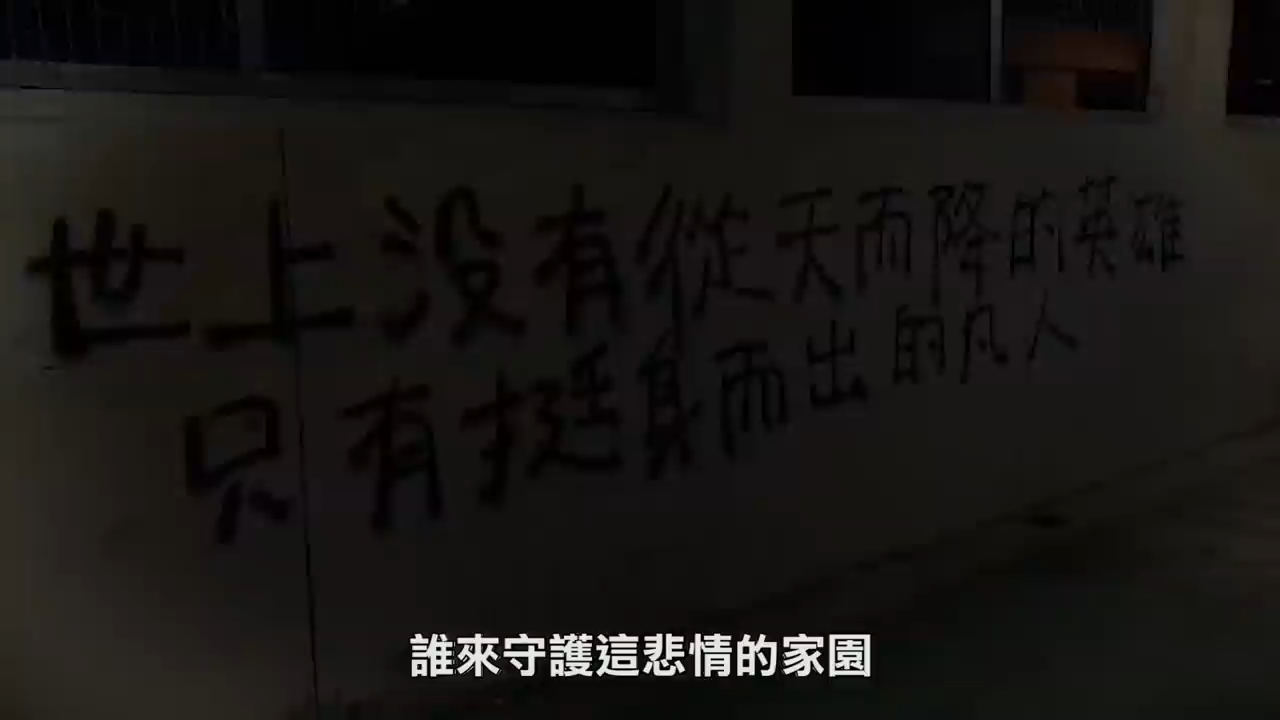 世上没有從天而降的英雄
只有挺身而出的凡人
誰來守護這悲情的家園